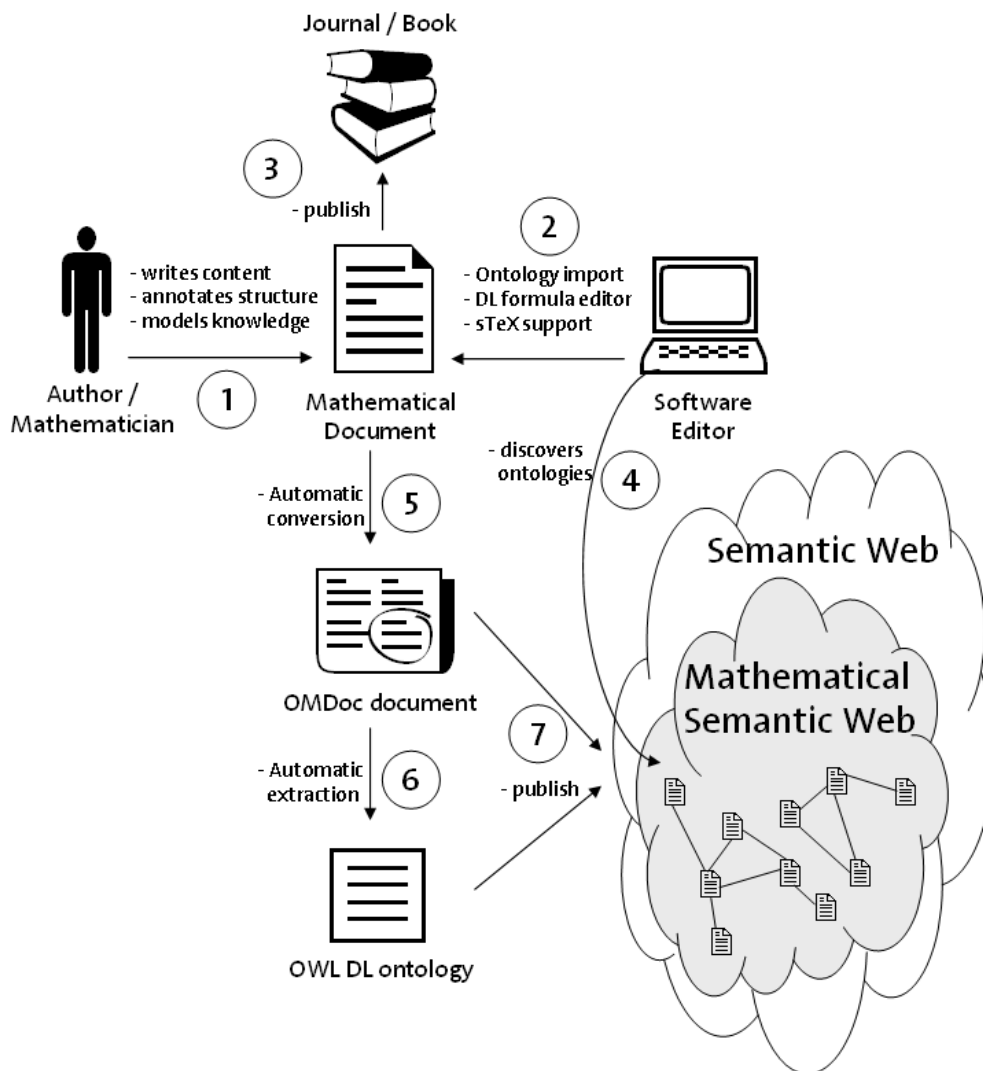 Journal / Book
3
- publish
2
- writes content
- annotates structure
- models knowledge
- Ontology import
- DL formula editor
- sTeX support
1
Author /
Mathematician
Mathematical
Document
Software
Editor
- discovers
ontologies
4
- Automatic
conversion
5
Semantic Web
Mathematical
Semantic Web
OMDoc document
- Automatic
extraction
6
7
- publish
OWL DL ontology